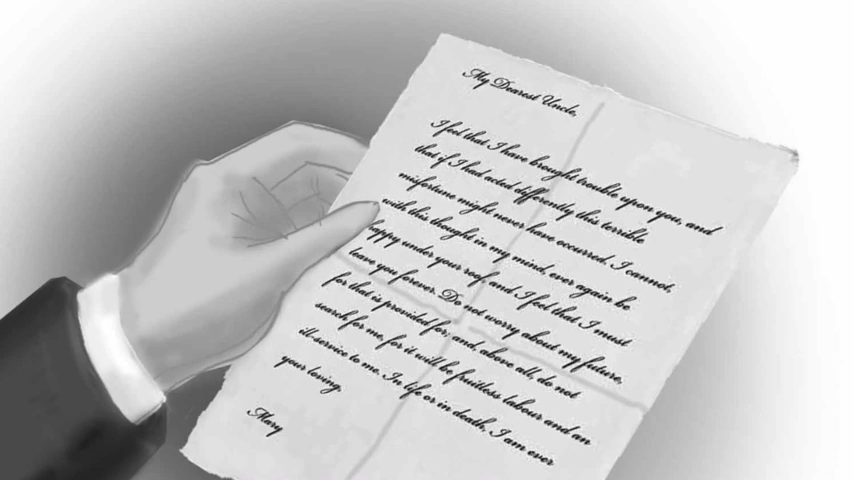 My Dearest Uncle,
I feel that I have brought trouble upon you, and
that if I had acted differently this terrible
misfortune might never have occurred. I cannot,
with this thought in my mind, ever again be
happy under your roof and I feel that I must
leave you forever. Do not worry about my future,
for that is provided for; and above all, do not
search for me, for it will be fruitless labour and an
ill-service to me. In life or in death, I am ever
your loving,
Mary